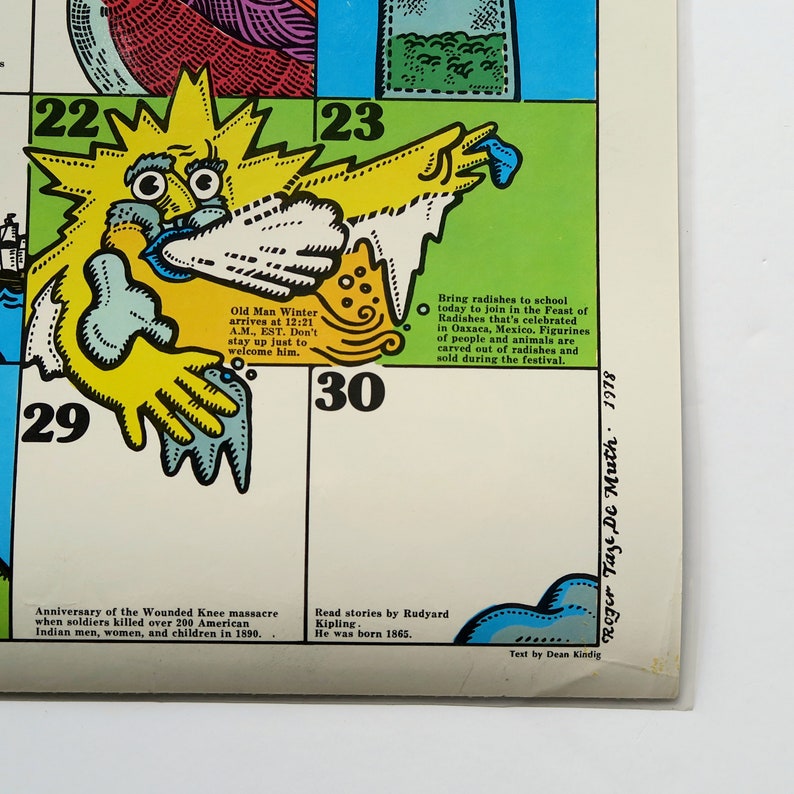 s
22
23
Old Man Winter
arrives at 12:21
A.M., EST. Don't
stay up just to
welcome him.
Bring radishes to school
today to join in the Feast of
Radishes that's celebrated
in Oaxaca, Mexico. Figurines
of people and animals are
carved out of radishes and
sold during the festival.
29
30
Anniversary of the Wounded Knee massacre
when soldiers killed over 200 American
Indian men, women, and children in 1890.
Read stories by Rudyard
Kipling.
He was born 1865.
Roger Taze De Muth. 1978
Text by Dean Kindig